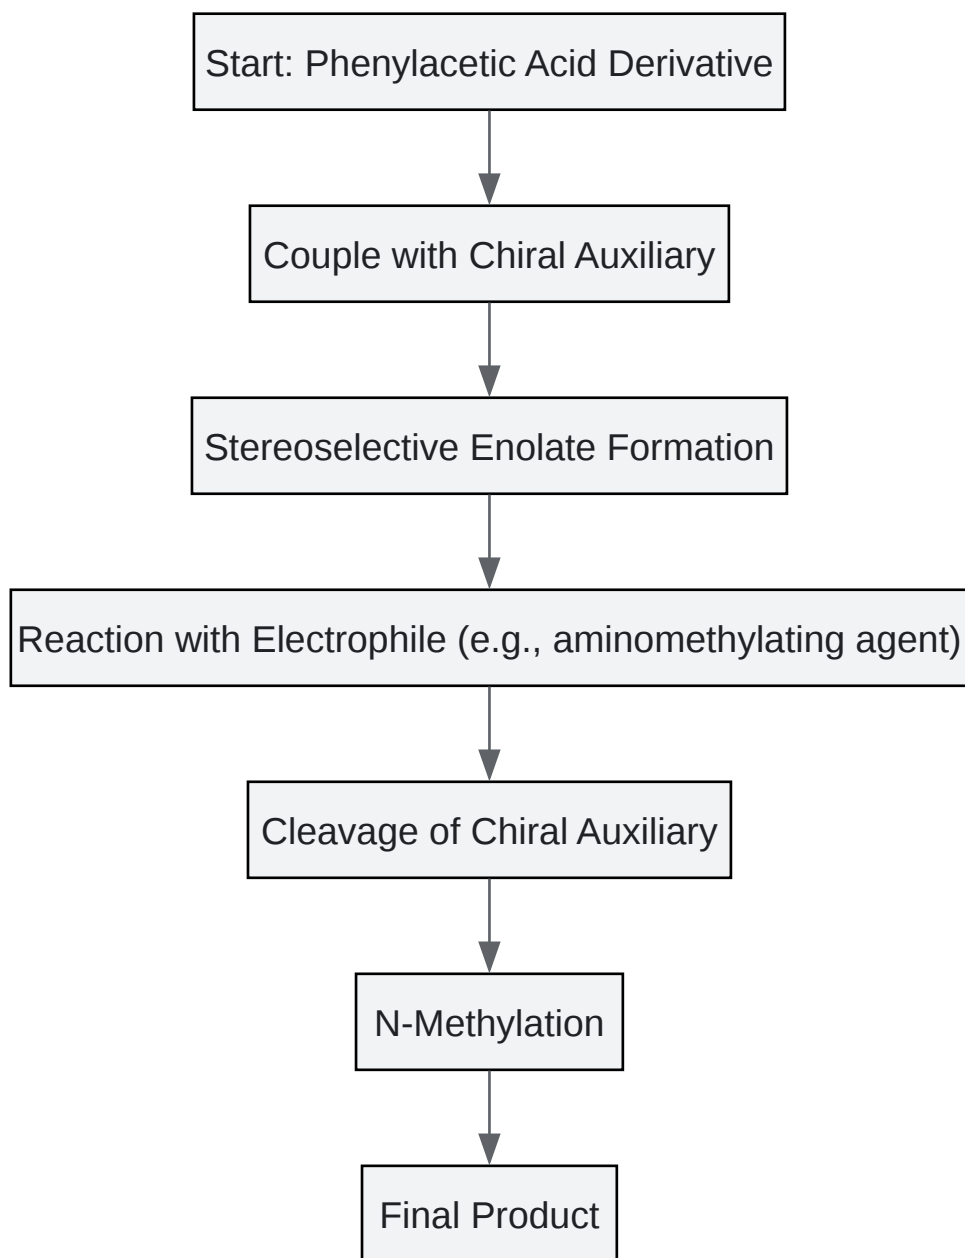 Start: Phenylacetic Acid Derivative
Couple with Chiral Auxiliary
Stereoselective Enolate Formation
Reaction with Electrophile (e.g., aminomethylating agent)
Cleavage of Chiral Auxiliary
N-Methylation
Final Product